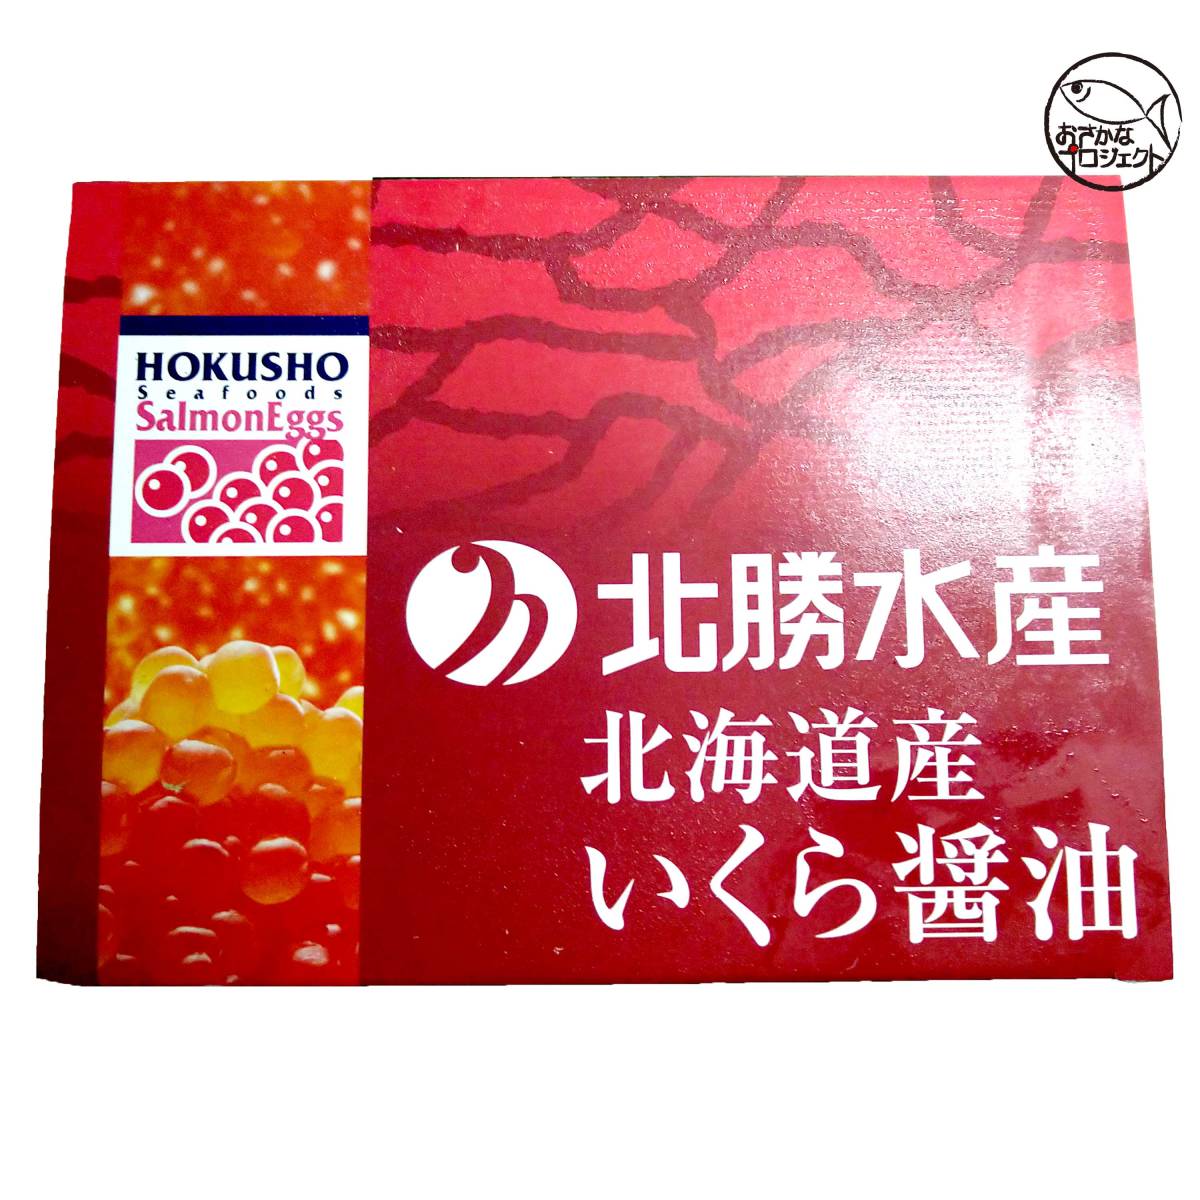 おさかな
プロジェクト
HOKUSHO
Seafoods
SalmonEggs
北勝水産
北海道産
いくら醤油